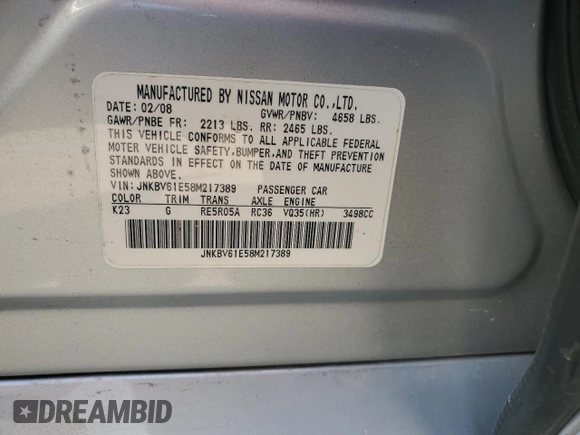 MANUFACTURED BY NISSAN MOTOR CO.,LTD.
DATE: 02/08 GVWR/PNBV: 4658 LBS.
GAWR/PNBE FR: 2213 LBS. RR: 2465 LBS.
THIS VEHICLE CONFORMS TO ALL APPLICABLE FEDERAL
MOTOR VEHICLE SAFETY,BUMPER,AND THEFT PREVENTION
STANDARDS IN EFFECT ON THE DATE OF MANUFACTURE
SHOWN ABOVE.
VIN: JNKBV61E58M217389 PASSENGER CAR
COLOR TRIM TRANS AXLE ENGINE
K23 G RE5R05A RC36 VQ35(HR) 3498CC
JNKBV61E58M217389
DREAMBID